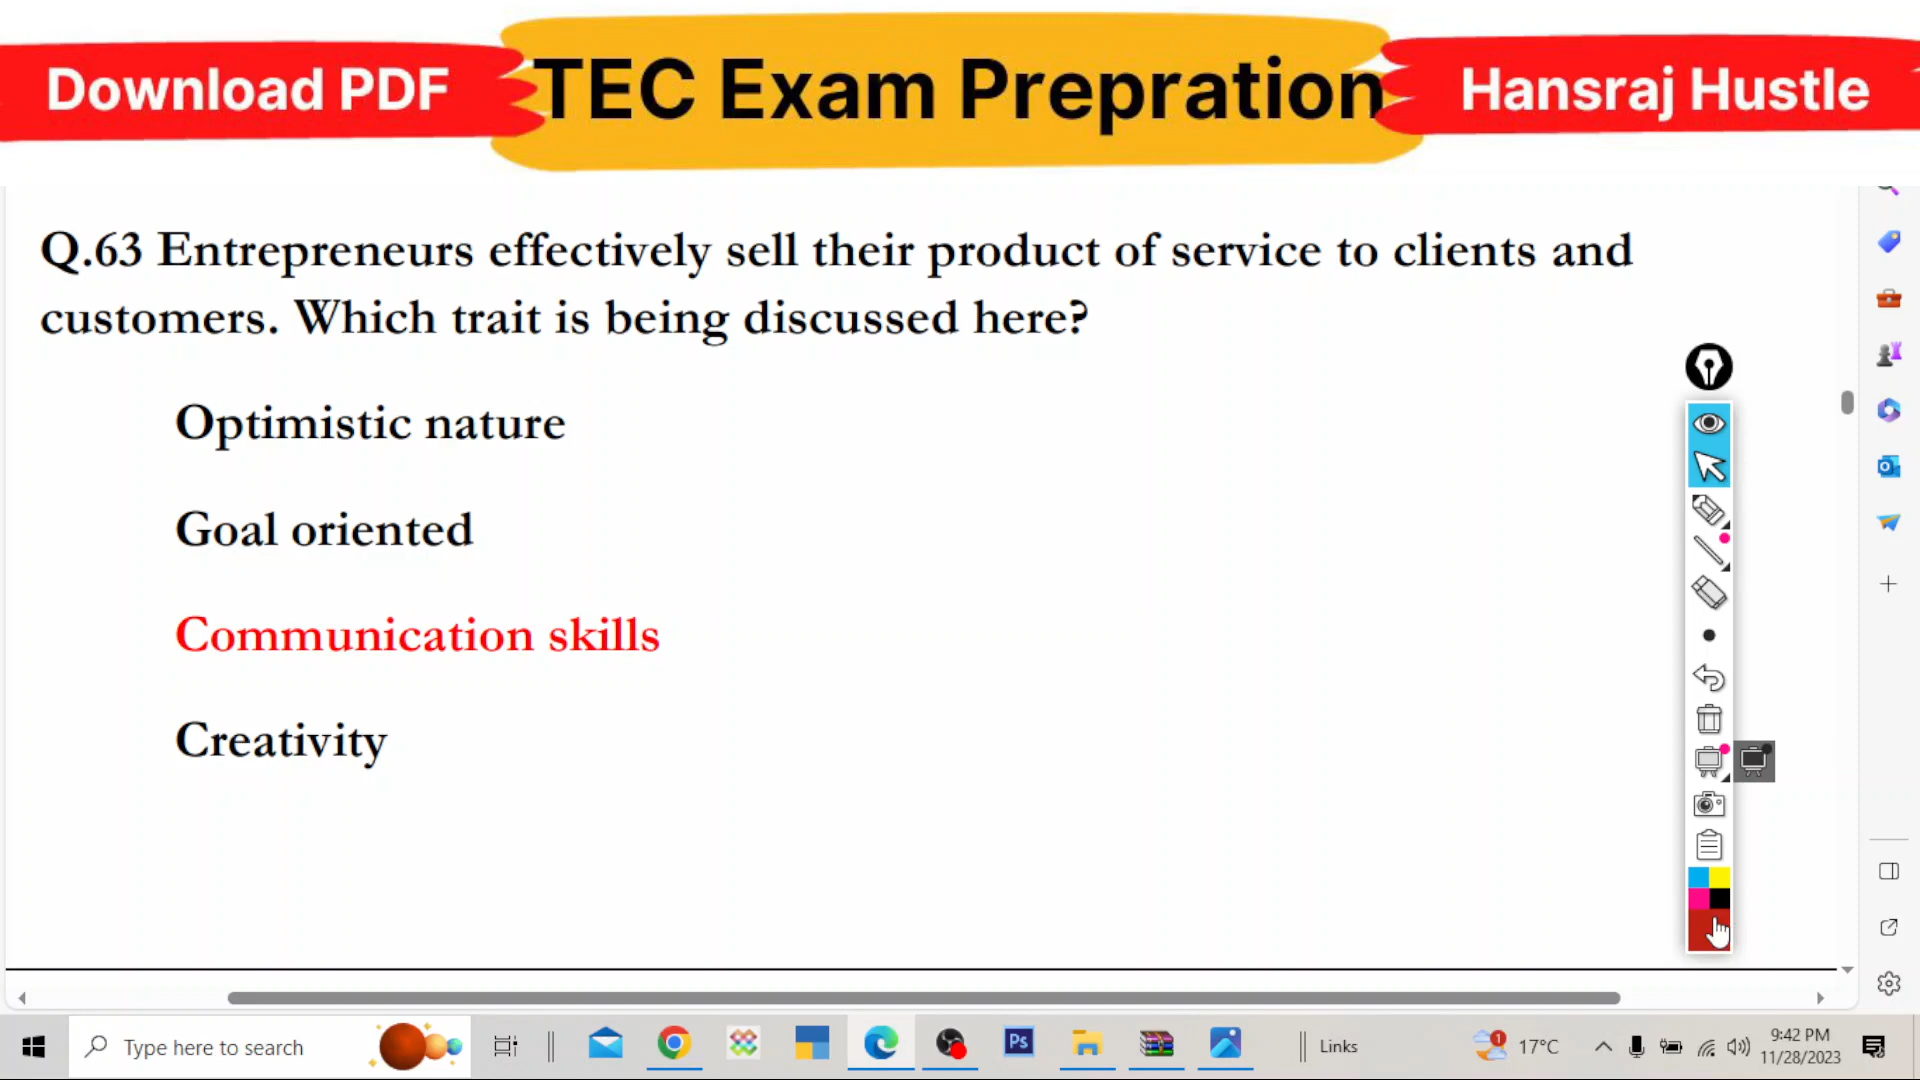 Download PDF
TEC Exam Prepration
Hansraj Hustle
Q.63 Entrepreneurs effectively sell their product of service to clients and
customers. Which trait is being discussed here?
Optimistic nature
Goal oriented
Communication skills
Creativity
Type here to search
Ps
Links
1
17°C
9:42 PM
11/28/2023